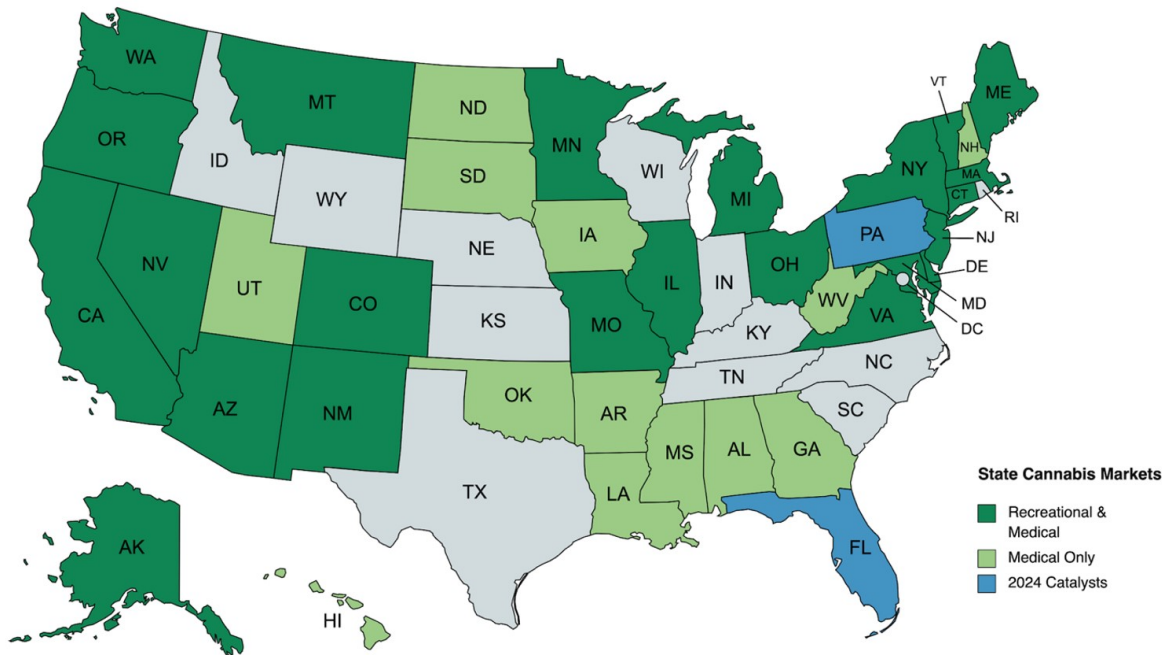 WA
MT
ND
MN
VT
ME
OR
ID
SD
WI
NY
NH
MA
CT
RI
WY
MI
IA
PA
NJ
NE
NV
UT
CO
IL
IN
OH
DE
WV
MD
CA
KS
MO
KY
VA
DC
TN
NC
AZ
NM
OK
AR
SC
MS
AL
GA
TX
LA
State Cannabis Markets
Recreational &
Medical
AK
FL
Medical Only
2024 Catalysts
HI